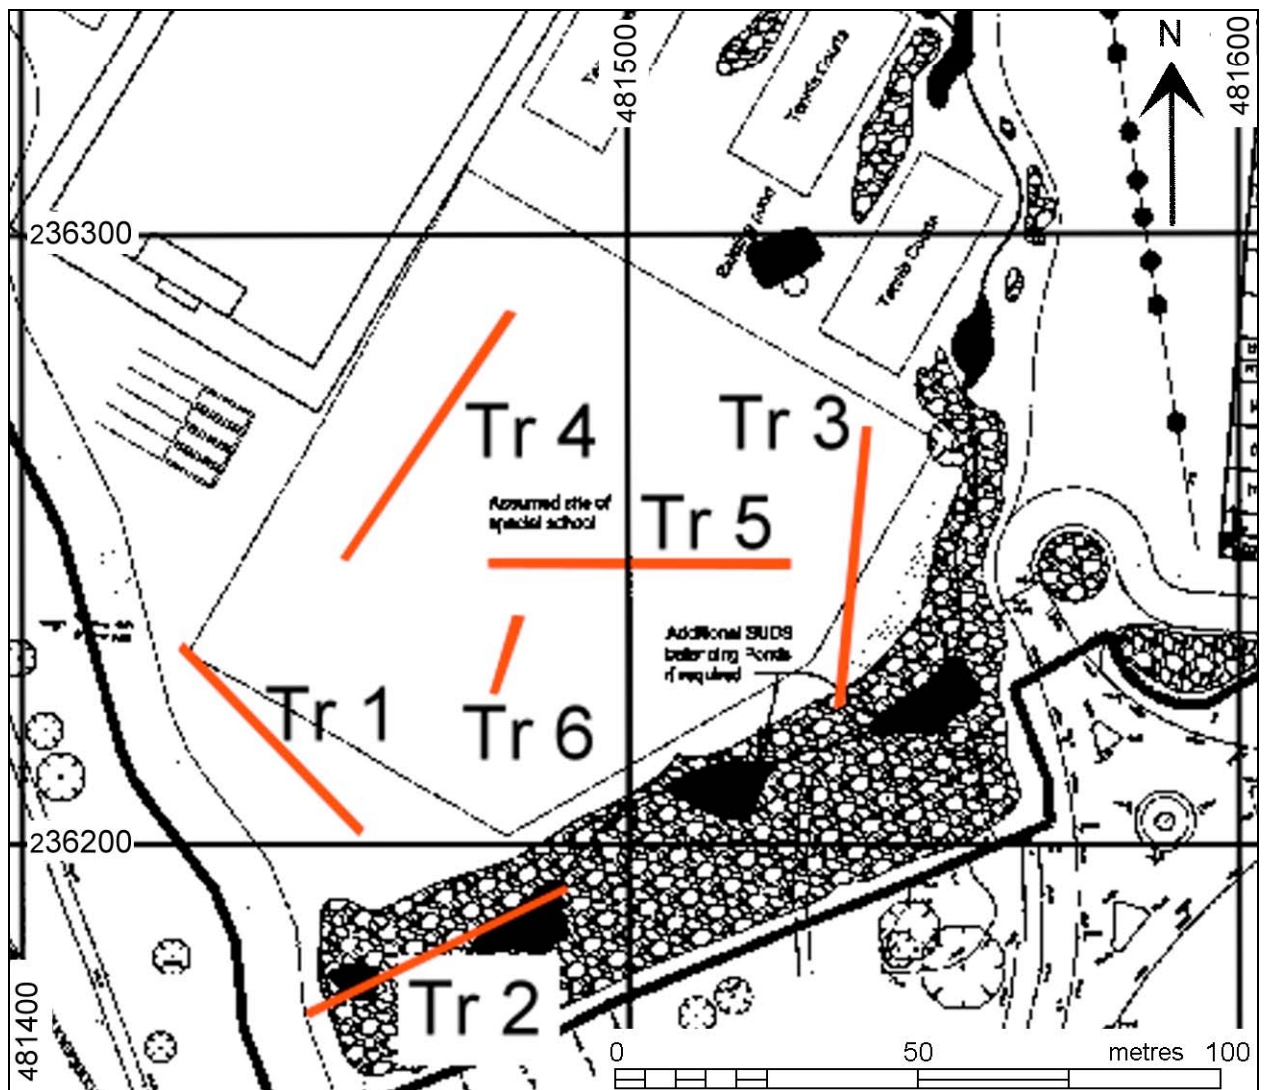 481500
481600
N
Tennis Courts
236300
Tennis Courts
Tr 4
Tr 3
Assumed site of
special school
Tr 5
Additional SUDS
balancing Ponds
if required
Tr 1
Tr 6
236200
Tr 2
481400
0 50 metres 100